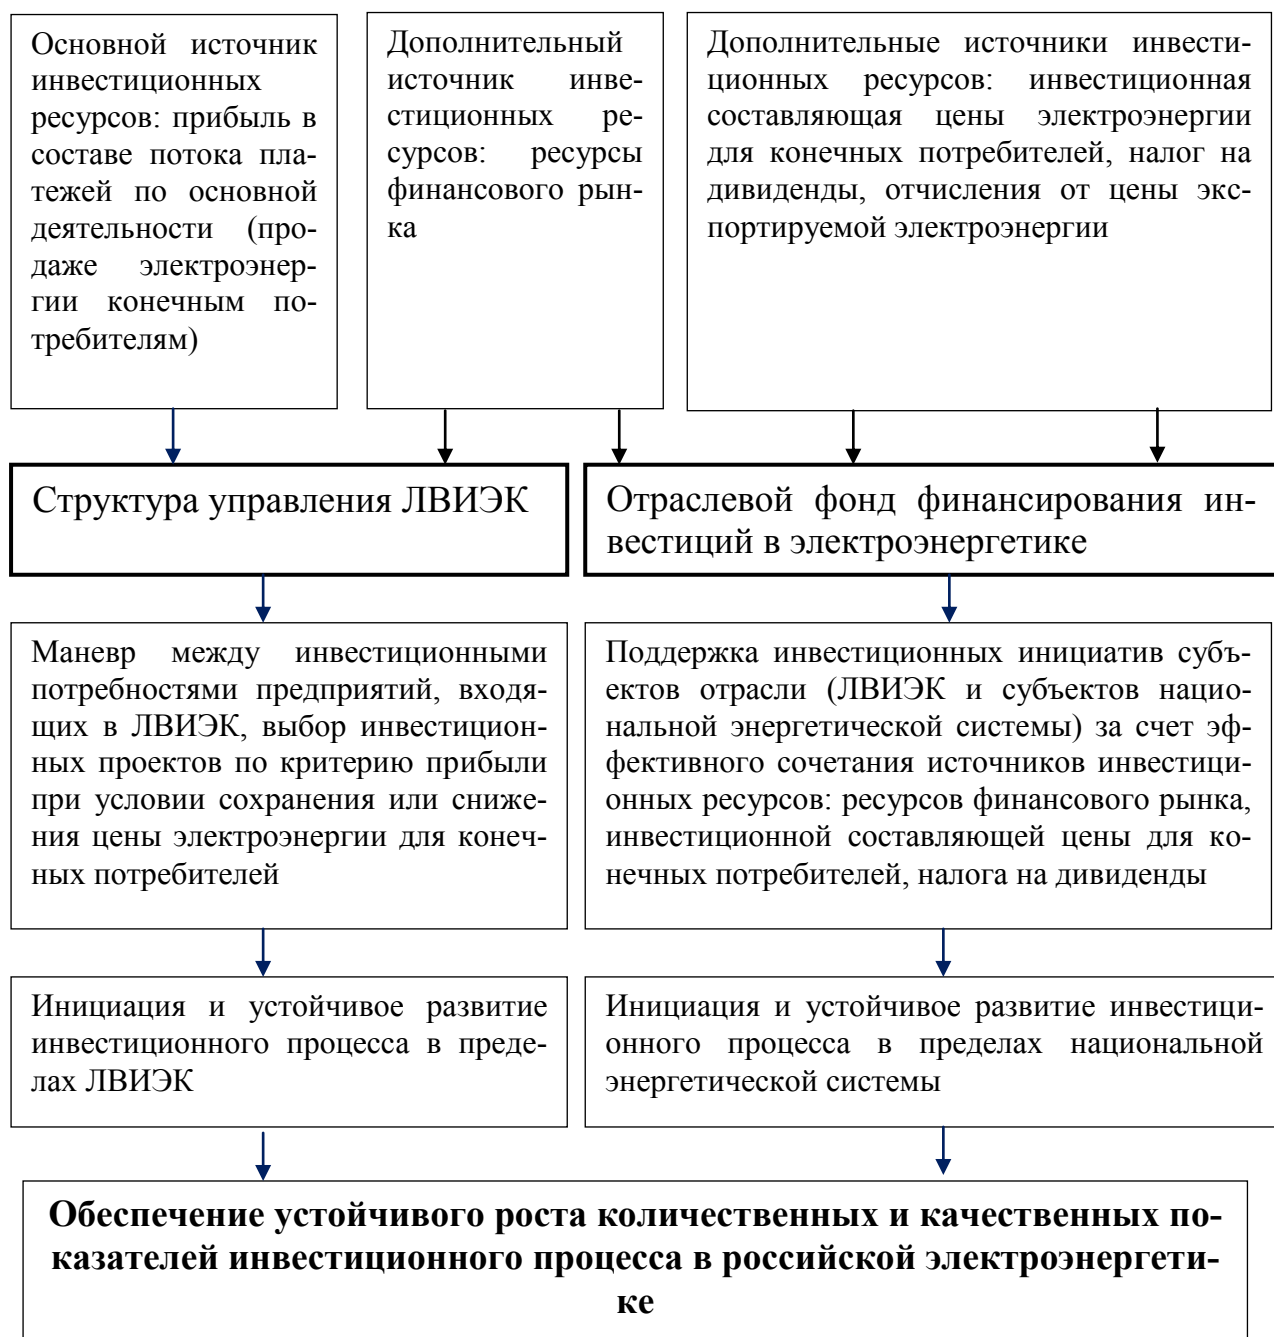 Основной источник
инвестиционных
ресурсов: прибыль в
составе потока пла-
тежей по основной
деятельности (про-
даже электроэнер-
гии конечным по-
требителям)
Дополнительный
источник инве-
стиционных ре-
сурсов: ресурсы
финансового рын-
ка
Дополнительные источники инвести-
ционных ресурсов: инвестиционная
составляющая цены электроэнергии
для конечных потребителей, налог на
дивиденды, отчисления от цены экс-
портируемой электроэнергии
Структура управления ЛВИЭК
Отраслевой фонд финансирования ин-
вестиций в электроэнергетике
Маневр между инвестиционными
потребностями предприятий, входя-
щих в ЛВИЭК, выбор инвестицион-
ных проектов по критерию прибыли
при условии сохранения или сниже-
ния цены электроэнергии для конеч-
ных потребителей
Поддержка инвестиционных инициатив субъ-
ектов отрасли (ЛВИЭК и субъектов нацио-
нальной энергетической системы) за счет эф-
фективного сочетания источников инвестици-
онных ресурсов: ресурсов финансового рынка,
инвестиционной составляющей цены для ко-
нечных потребителей, налога на дивиденды
Инициация и устойчивое развитие
инвестиционного процесса в преде-
лах ЛВИЭК
Инициация и устойчивое развитие инвестици-
онного процесса в пределах национальной
энергетической системы
Обеспечение устойчивого роста количественных и качественных по-
казателей инвестиционного процесса в российской электроэнергети-
ке